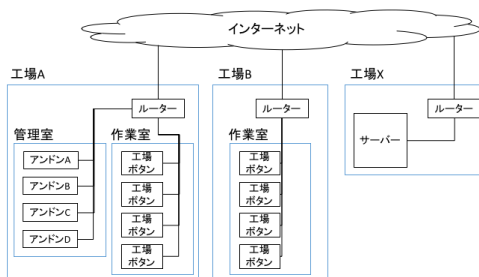 インターネット
工場A
工場B
工場X
ルーター
ルーター
ルーター
管理室
作業室
作業室
サーバー
アンドンA
アンドンB
アンドンC
アンドンD
工場
ボタン
工場
ボタン
工場
ボタン
工場
ボタン
工場
ボタン
工場
ボタン
工場
ボタン
工場
ボタン